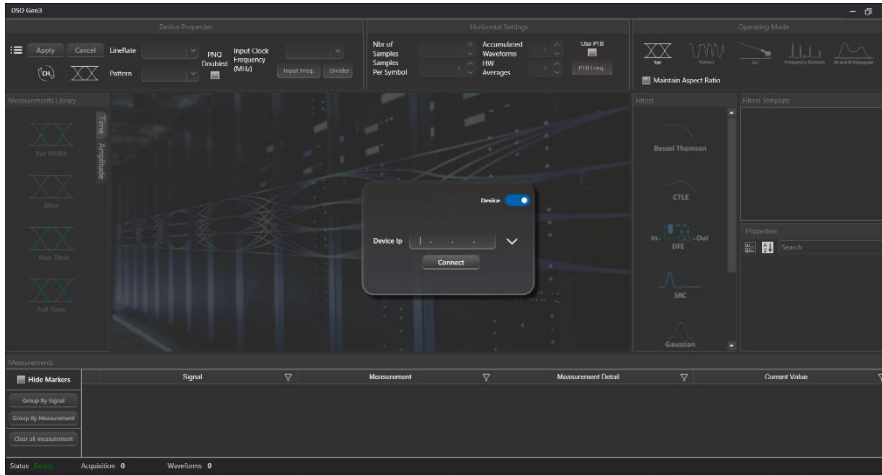 DSO Gen3
Device Properties
Horizontal Settings
Operating Mode
Apply
Cancel
LineRate
PNQ
Doubled
Input Clock
Frequency
(MHz)
Input Freq.
Divider
CH1
Pattern
Nbr of
Samples
Samples
Per Symbol
Accumulated
Waveforms
HW
Averages
Use PTB
PTB Freq.
Eye
Pattern
Maintain Aspect Ratio
Measurements Library
Time
Amplitude
Eye Width
Jitter
Rise Time
Fall Time
Device
Device Ip
. . .
Connect
Filters
Bessel Thomson
CTLE
In
Out
DFE
SRC
Gaussian
Filters Template
Properties
Search
Measurements
Hide Markers
Signal
Measurement
Measurement Detail
Current Value
Group By Signal
Group By Measurement
Clear all measurement
Status Ready
Acquisition 0
Waveforms 0